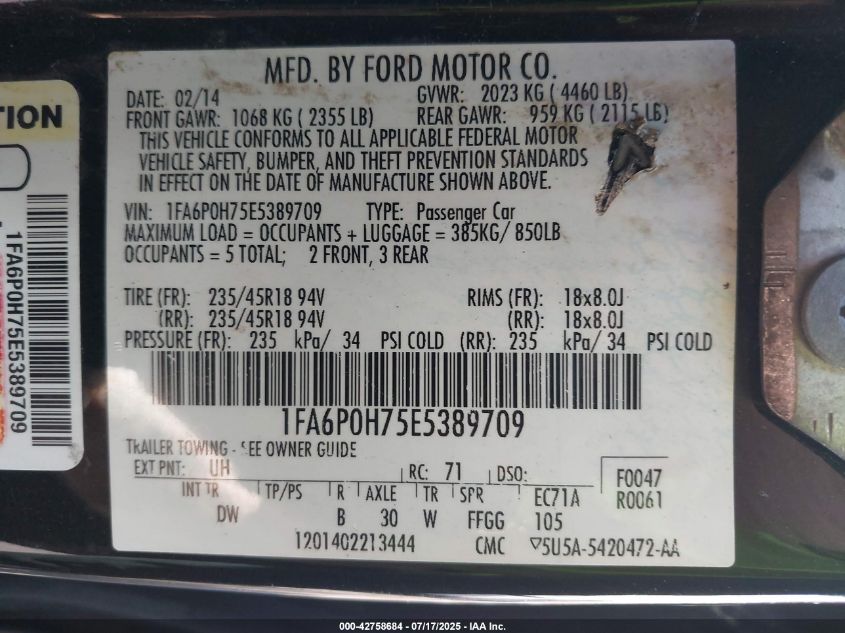 TION
1FA6P0H75E5389709
MFD. BY FORD MOTOR CO.
DATE: 02/14 GVWR: 2023 KG ( 4460 LB)
FRONT GAWR: 1068 KG ( 2355 LB) REAR GAWR: 959 KG ( 2115 LB)
THIS VEHICLE CONFORMS TO ALL APPLICABLE FEDERAL MOTOR
VEHICLE SAFETY, BUMPER, AND THEFT PREVENTION STANDARDS
IN EFFECT ON THE DATE OF MANUFACTURE SHOWN ABOVE.
VIN: 1FA6P0H75E5389709 TYPE: Passenger Car
MAXIMUM LOAD = OCCUPANTS + LUGGAGE = 385KG/ 850LB
OCCUPANTS = 5 TOTAL; 2 FRONT, 3 REAR
TIRE (FR): 235/45R18 94V RIMS (FR): 18x8.0J
(RR): 235/45R18 94V (RR): 18x8.0J
PRESSURE (FR): 235 kPa/ 34 PSI COLD (RR): 235 kPa/ 34 PSI COLD
1FA6P0H75E5389709
TRAILER TOWING - SEE OWNER GUIDE
EXT PNT: UH RC: 71 DSO: F0047
INT TR TP/PS R AXLE TR SPR EC71A R0061
DW B 30 W FFGG 105
1201402213444 CMC ▽5U5A-5420472-AA
000-42758684 - 07/17/2025 - IAA Inc.